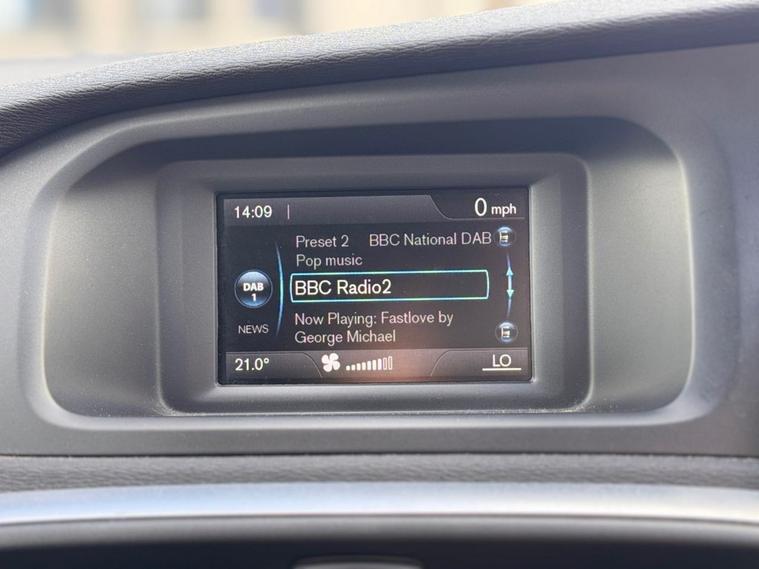 14:09
0 mph
Preset 2 BBC National DAB
Pop music
DAB
1
BBC Radio2
NEWS
Now Playing: Fastlove by
George Michael
21.0°
LO